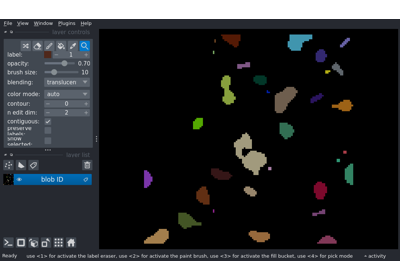 File View Window Plugins Help
layer controls
label: 1
opacity: 0.70
brush size: 10
blending: translucen
color mode: auto
contour: 0
n edit dim: 2
contiguous:
preserve labels:
show selected:
layer list
blob ID
Ready use <1> for activate the label eraser, use <2> for activate the paint brush, use <3> for activate the fill bucket, use <4> for pick mode activity